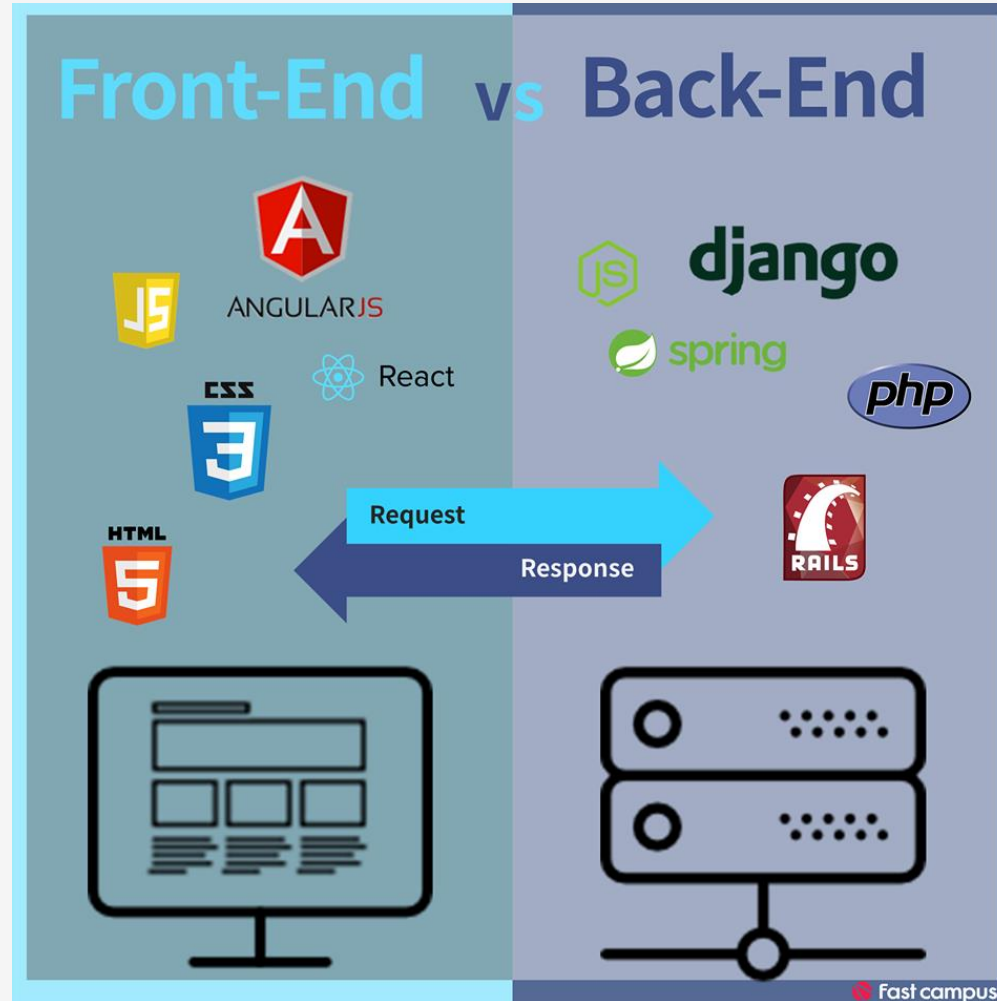 Front-End vs Back-End
ANGULARJS
JS
React
CSS
3
HTML
5
JS
django
spring
php
RAILS
Request
Response
Fast campus